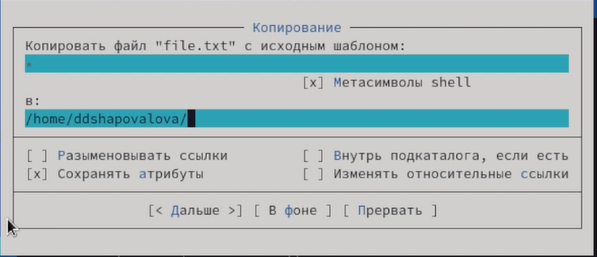 Копирование
Копировать файл "file.txt" с исходным шаблоном:
*
[x] Метасимволы shell
в:
/home/ddshapovalova/
[ ] Разыменовывать ссылки [ ] Внутрь подкаталога, если есть
[x] Сохранять атрибуты [ ] Изменять относительные ссылки
[< Дальше >] [ В фоне ] [ Прервать ]